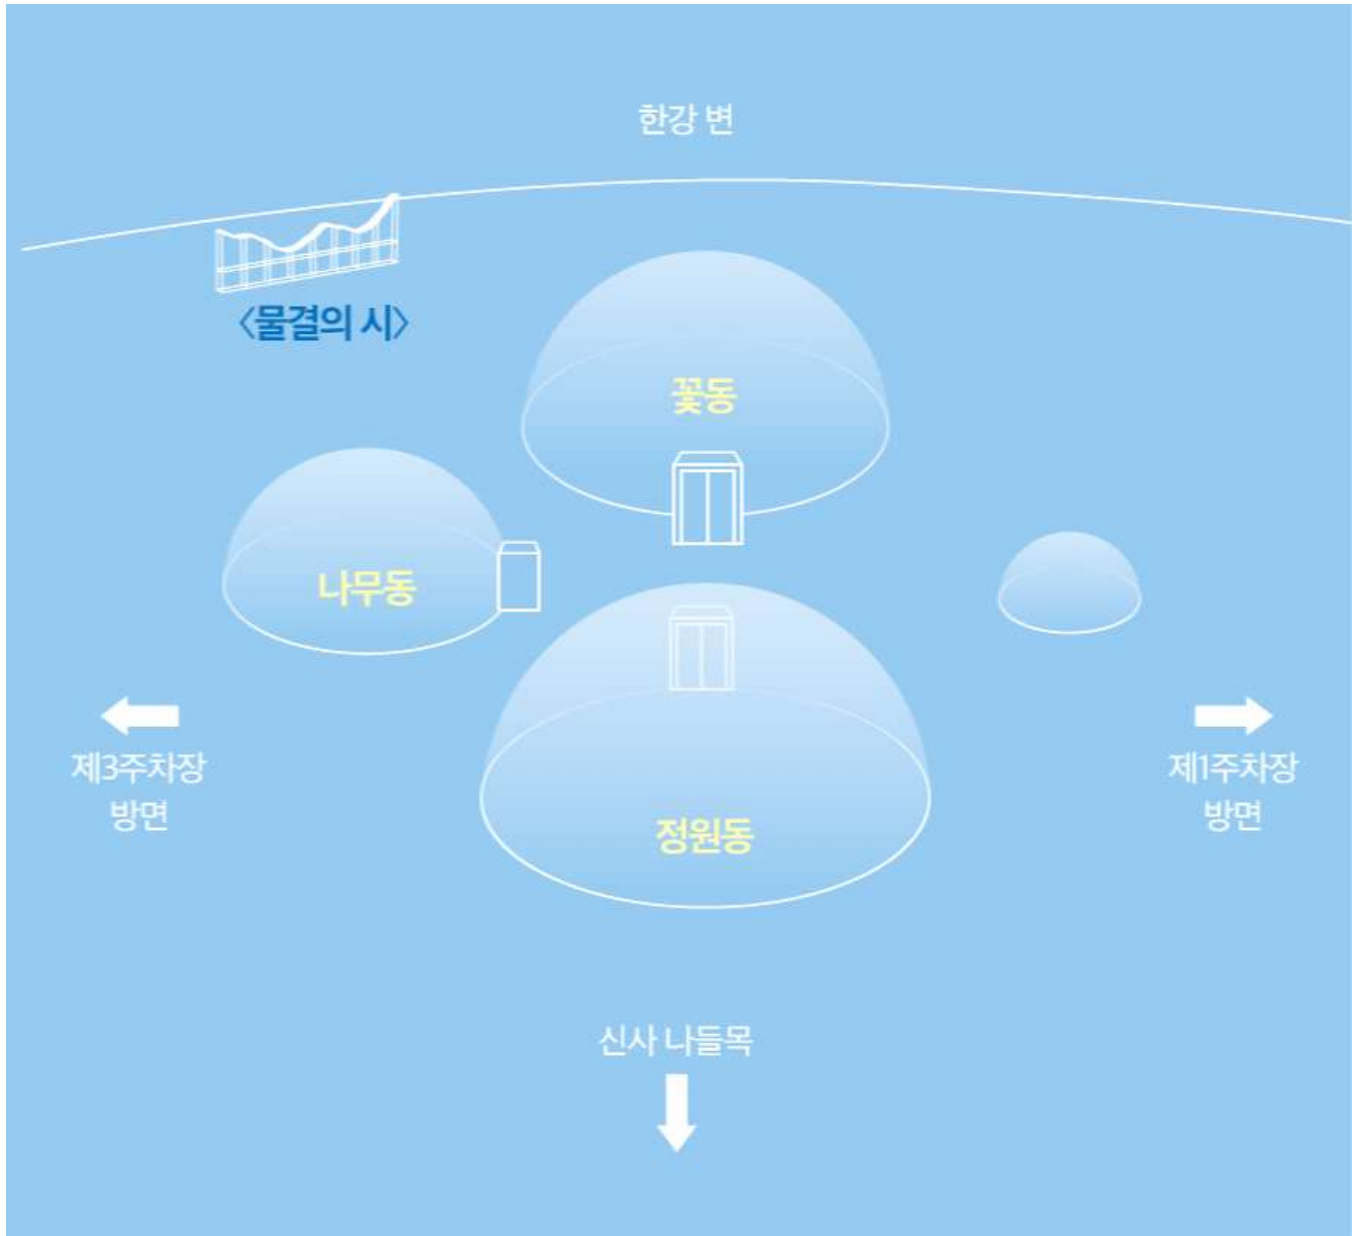 한강 변
〈물결의 시〉
꽃동
나무동
제3주차장
방면
제1주차장
방면
정원동
신사 나들목